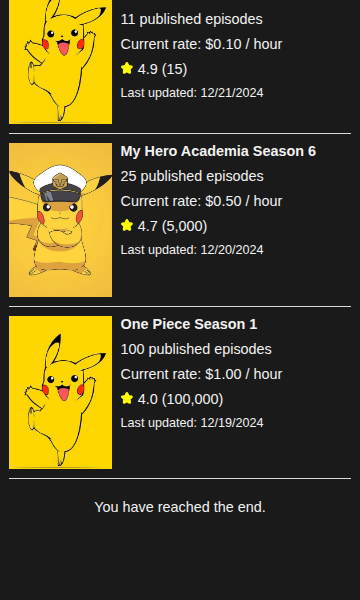 11 published episodes
Current rate: $0.10 / hour
4.9 (15)
Last updated: 12/21/2024
My Hero Academia Season 6
25 published episodes
Current rate: $0.50 / hour
4.7 (5,000)
Last updated: 12/20/2024
One Piece Season 1
100 published episodes
Current rate: $1.00 / hour
4.0 (100,000)
Last updated: 12/19/2024
You have reached the end.